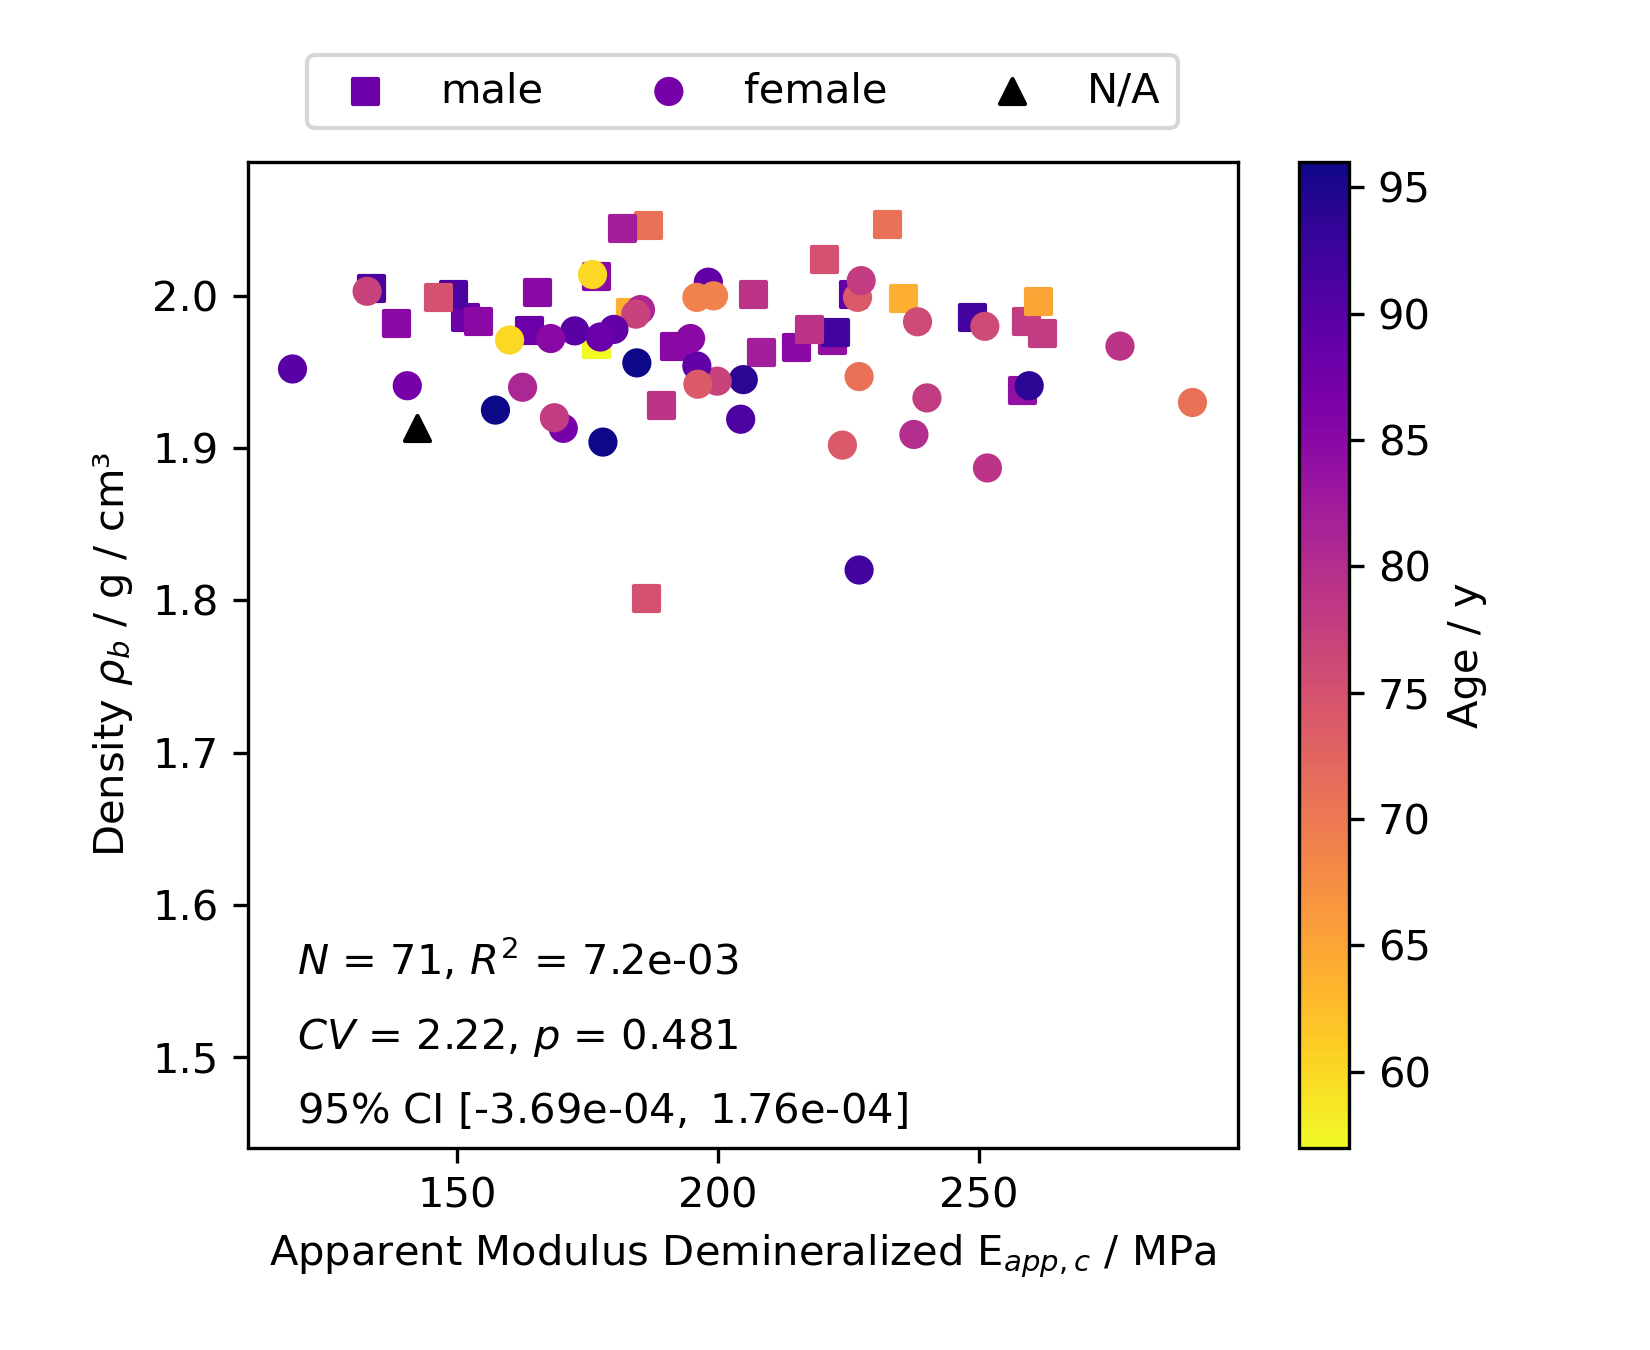 male female N/A
2.0
1.9
1.8
1.7
1.6
1.5
Density ρb / g / cm³
N = 71, R² = 7.2e-03
CV = 2.22, p = 0.481
95% CI [-3.69e-04, 1.76e-04]
150 200 250
Apparent Modulus Demineralized Eapp, c / MPa
95
90
85
80
75
70
65
60
Age / y